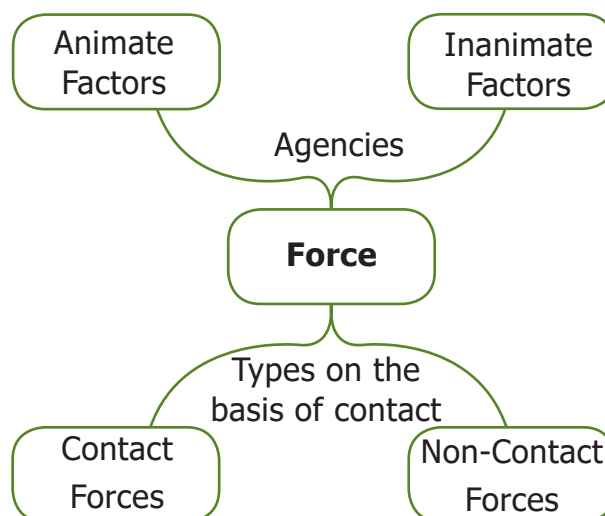 Animate
Factors
Inanimate
Factors
Agencies
Force
Types on the
basis of contact
Contact
Forces
Non-Contact
Forces